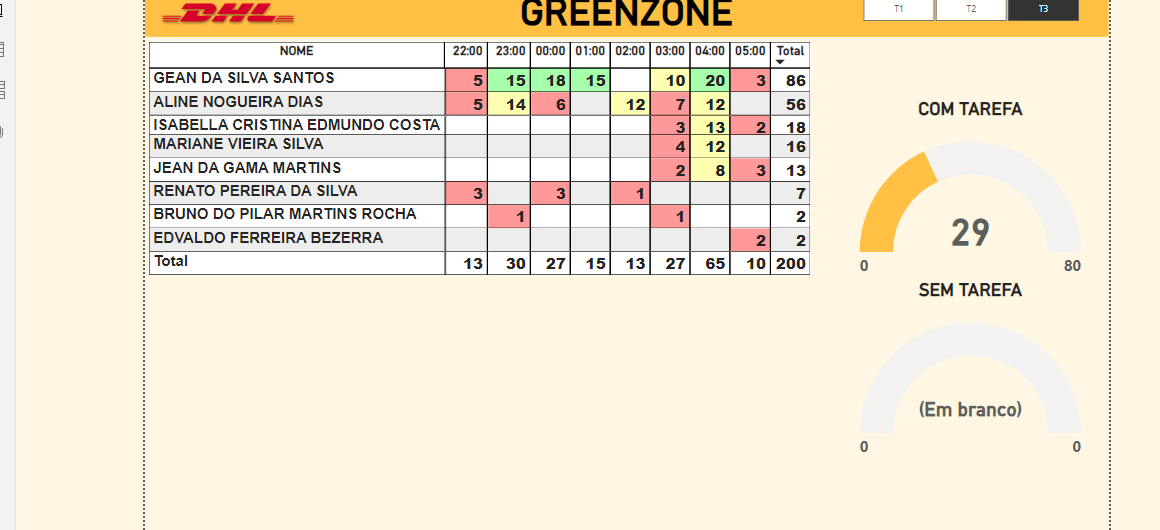 DHL
GREENZONE
T1 T2 T3
NOME 22:00 23:00 00:00 01:00 02:00 03:00 04:00 05:00 Total
GEAN DA SILVA SANTOS 5 15 18 15 10 20 3 86
ALINE NOGUEIRA DIAS 5 14 6 12 7 12 56
ISABELLA CRISTINA EDMUNDO COSTA 3 13 2 18
MARIANE VIEIRA SILVA 4 12 16
JEAN DA GAMA MARTINS 2 8 3 13
RENATO PEREIRA DA SILVA 3 3 1 7
BRUNO DO PILAR MARTINS ROCHA 1 1 2
EDVALDO FERREIRA BEZERRA 2 2
Total 13 30 27 15 13 27 65 10 200
COM TAREFA
29
0 80
SEM TAREFA
(Em branco)
0 0